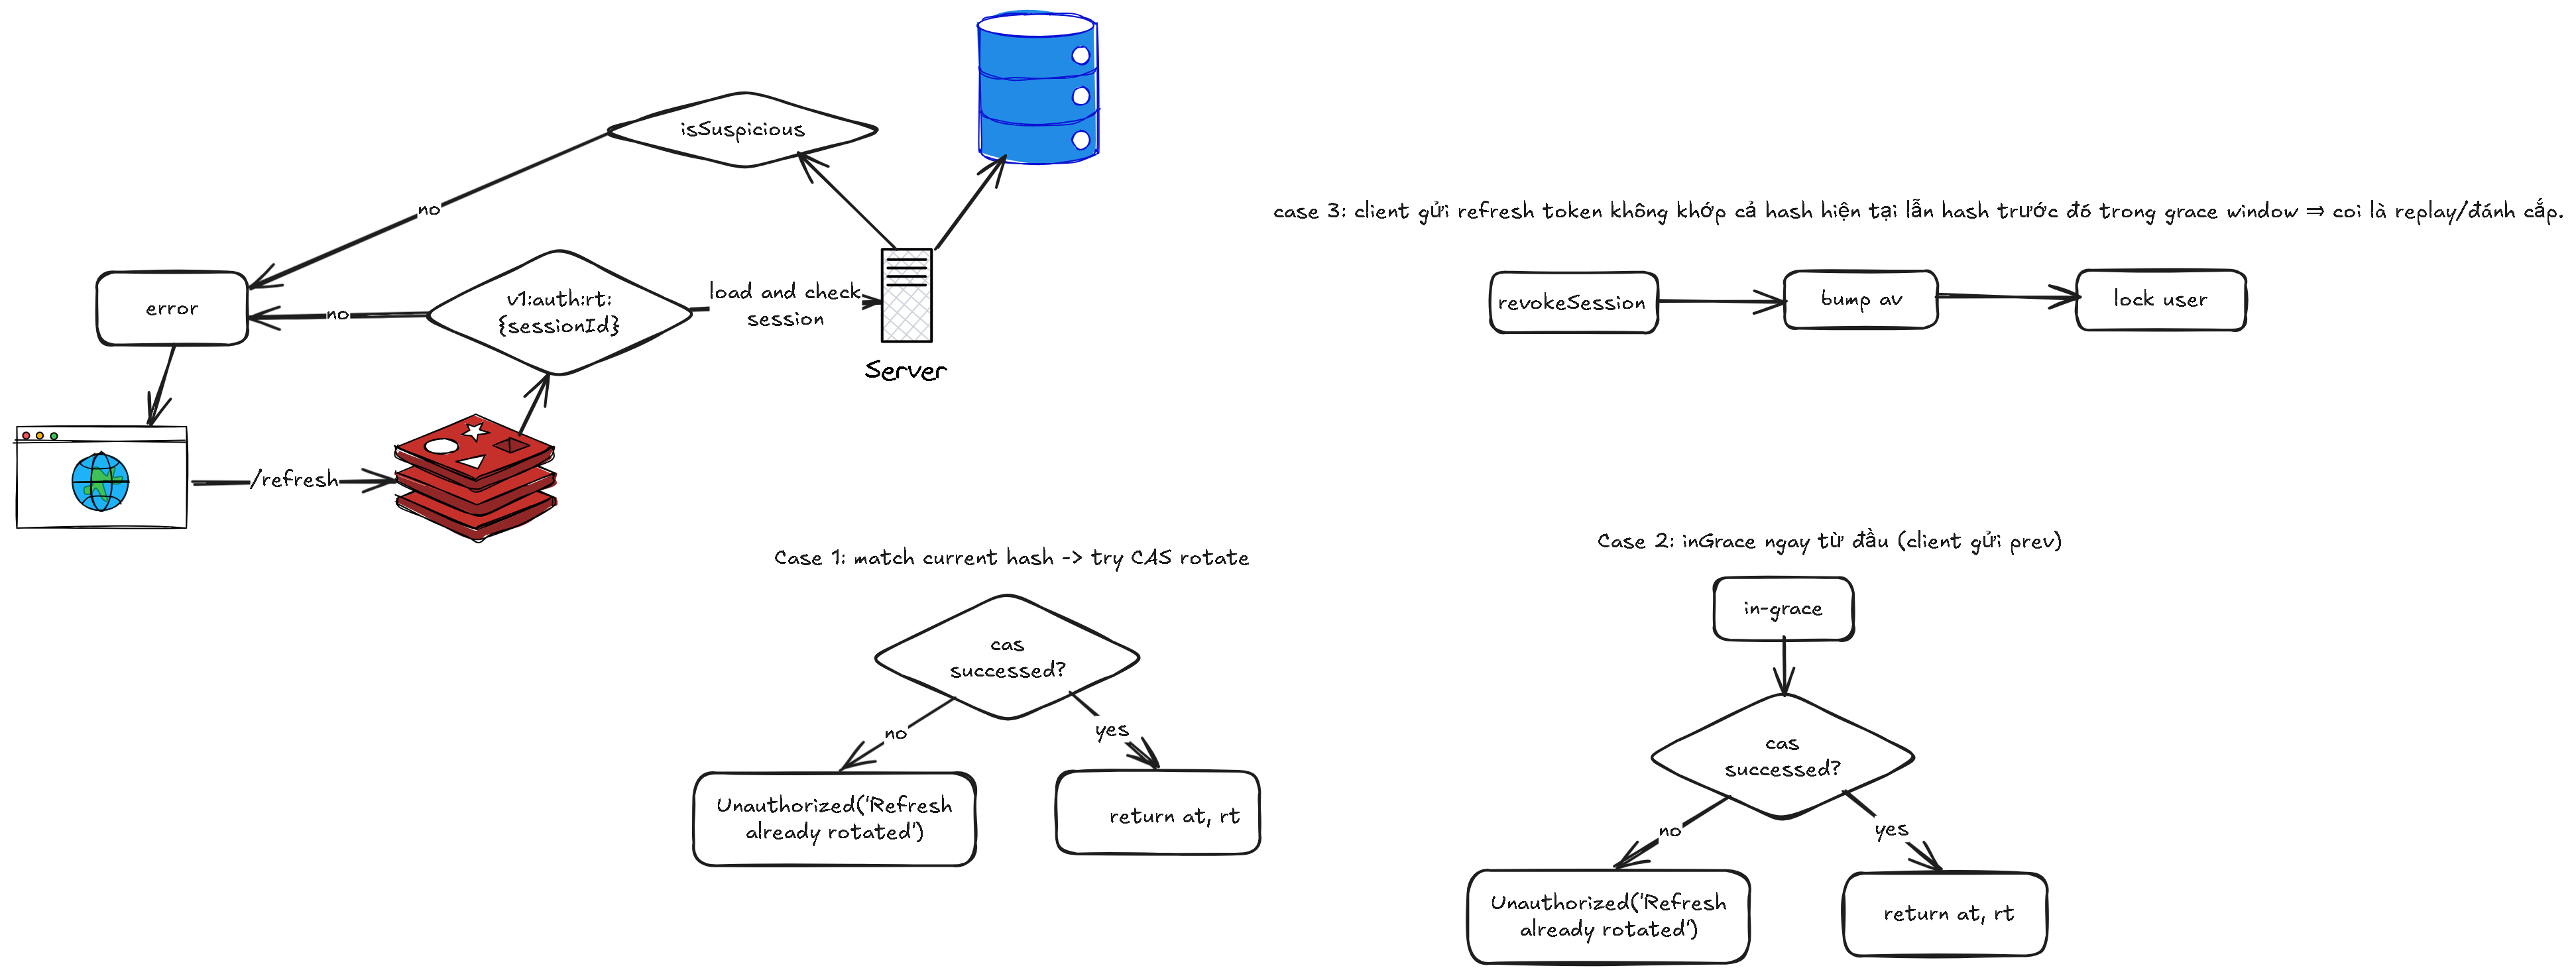 isSuspicious
no
error
no
v1:auth:rt:
{sessionId}
load and check
session
Server
/refresh
case 3: client gửi refresh token không khớp cả hash hiện tại lẫn hash trước đó trong grace window => coi là replay/đánh cắp.
revokeSession
bump av
lock user
Case 1: match current hash -> try CAS rotate
cas
successed?
no
yes
Unauthorized('Refresh
already rotated')
return at, rt
Case 2: inGrace ngay từ đầu (client gửi prev)
in-grace
cas
successed?
no
yes
Unauthorized('Refresh
already rotated')
return at, rt